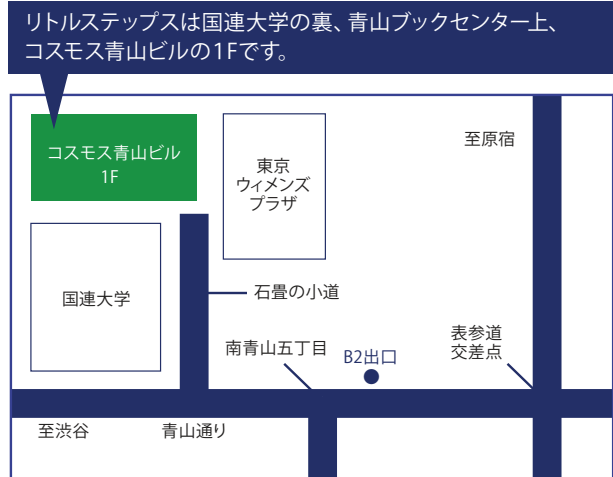 リトルステップスは国連大学の裏、青山ブックセンター上、
コスモス青山ビルの1Fです。
コスモス青山ビル
1F
東京
ウィメンズ
プラザ
至原宿
国連大学
石畳の小道
南青山五丁目
B2出口
表参道
交差点
至渋谷
青山通り